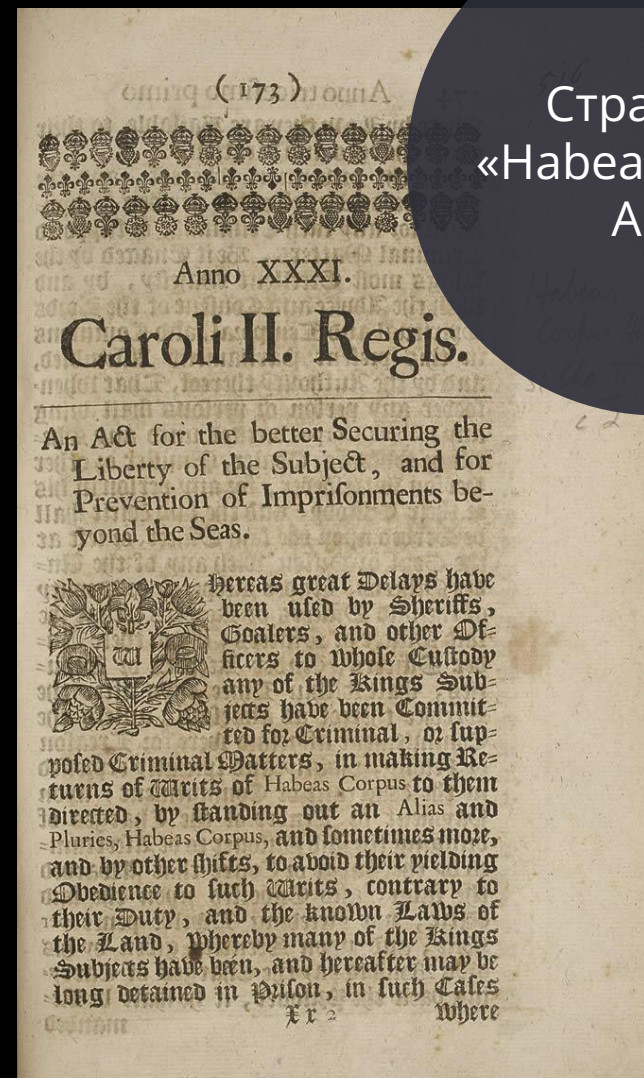 (173)
Anno XXXI.
Caroli II. Regis.
An Act for the better Securing the
Liberty of the Subject, and for
Prevention of Impriſonments be-
yond the Seas.
WHereas great Delays have
been uſed by Sheriffs,
Goalers, and other Of-
ficers to whoſe Cuſtody
any of the Kings Sub-
jects have been Commit-
ted for Criminal, or ſup-
poſed Criminal Matters, in making Re-
turns of Writs of Habeas Corpus to them
directed, by ſtanding out an Alias and
Pluries, Habeas Corpus, and ſometimes more,
and by other ſhifts, to avoid their yielding
Obedience to ſuch Writs, contrary to
their Duty, and the known Laws of
the Land, whereby many of the Kings
Subjects have been, and hereafter may be
long detained in Priſon, in ſuch Caſes
Xx 2 where
Стра
«Habea
A